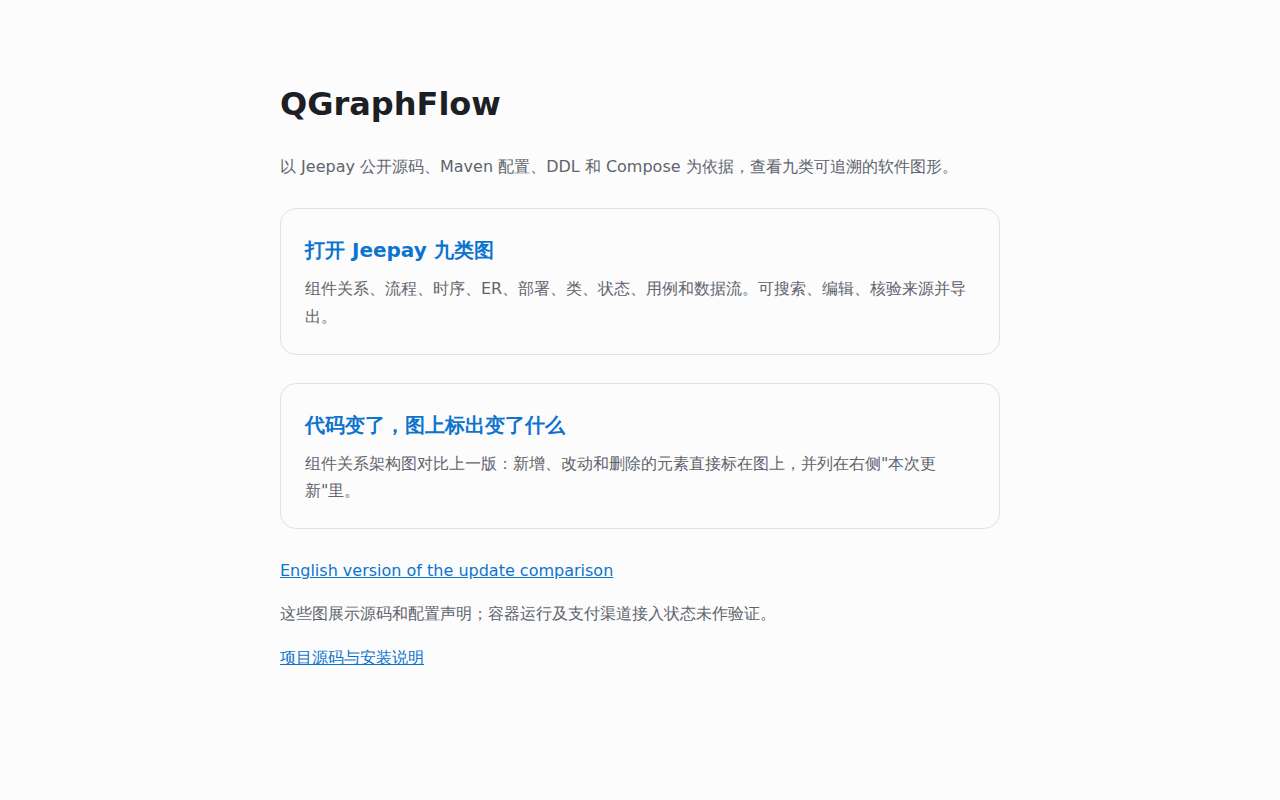 QGraphFlow
以 Jeepay 公开源码、Maven 配置、DDL 和 Compose 为依据，查看九类可追溯的软件图形。
打开 Jeepay 九类图
组件关系、流程、时序、ER、部署、类、状态、用例和数据流。可搜索、编辑、核验来源并导
出。
代码变了，图上标出变了什么
组件关系架构图对比上一版：新增、改动和删除的元素直接标在图上，并列在右侧"本次更
新"里。
English version of the update comparison
这些图展示源码和配置声明；容器运行及支付渠道接入状态未作验证。
项目源码与安装说明